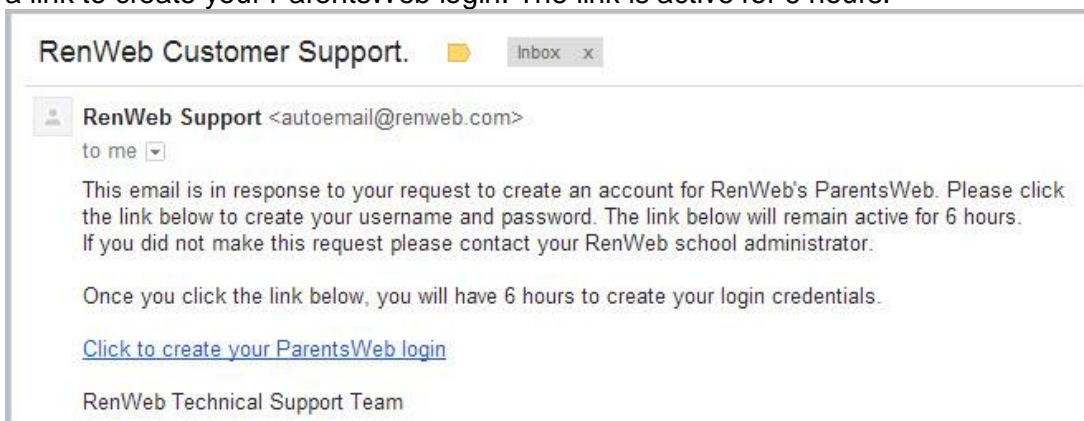 a link to create your ParentsWeb login. The link is active for 6 hours.
RenWeb Customer Support.
Inbox x
RenWeb Support <autoemail@renweb.com>
to me
This email is in response to your request to create an account for RenWeb's ParentsWeb. Please click
the link below to create your username and password. The link below will remain active for 6 hours.
If you did not make this request please contact your RenWeb school administrator.
Once you click the link below, you will have 6 hours to create your login credentials.
Click to create your ParentsWeb login
RenWeb Technical Support Team